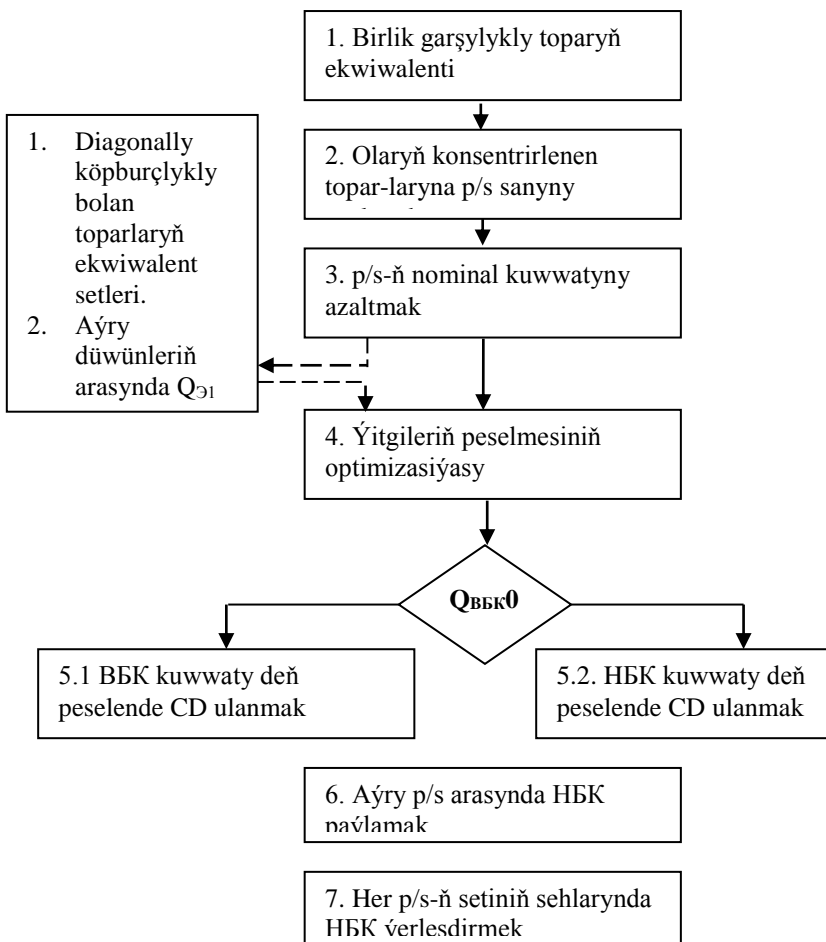 1. Birlik garşylykly toparyň
ekwiwalenti
2. Olaryň konsentrirlenen
topar-laryna p/s sanyny
3. p/s-ň nominal kuwwatyny
azaltmak
1. Diagonally
köpburçlykly
bolan
toparlaryň
ekwiwalent
setleri.
2. Aýry
düwünleriň
arasynda QЭ1
4. Ýitgileriň peselmesiniň
optimizasiýasy
QВБК0
5.1 ВБК kuwwaty deň
peselende CD ulanmak
5.2. НБК kuwwaty deň
peselende CD ulanmak
6. Aýry p/s arasynda НБК
paýlamak
7. Her p/s-ň setiniň sehlarynda
НБК ýerleşdirmek